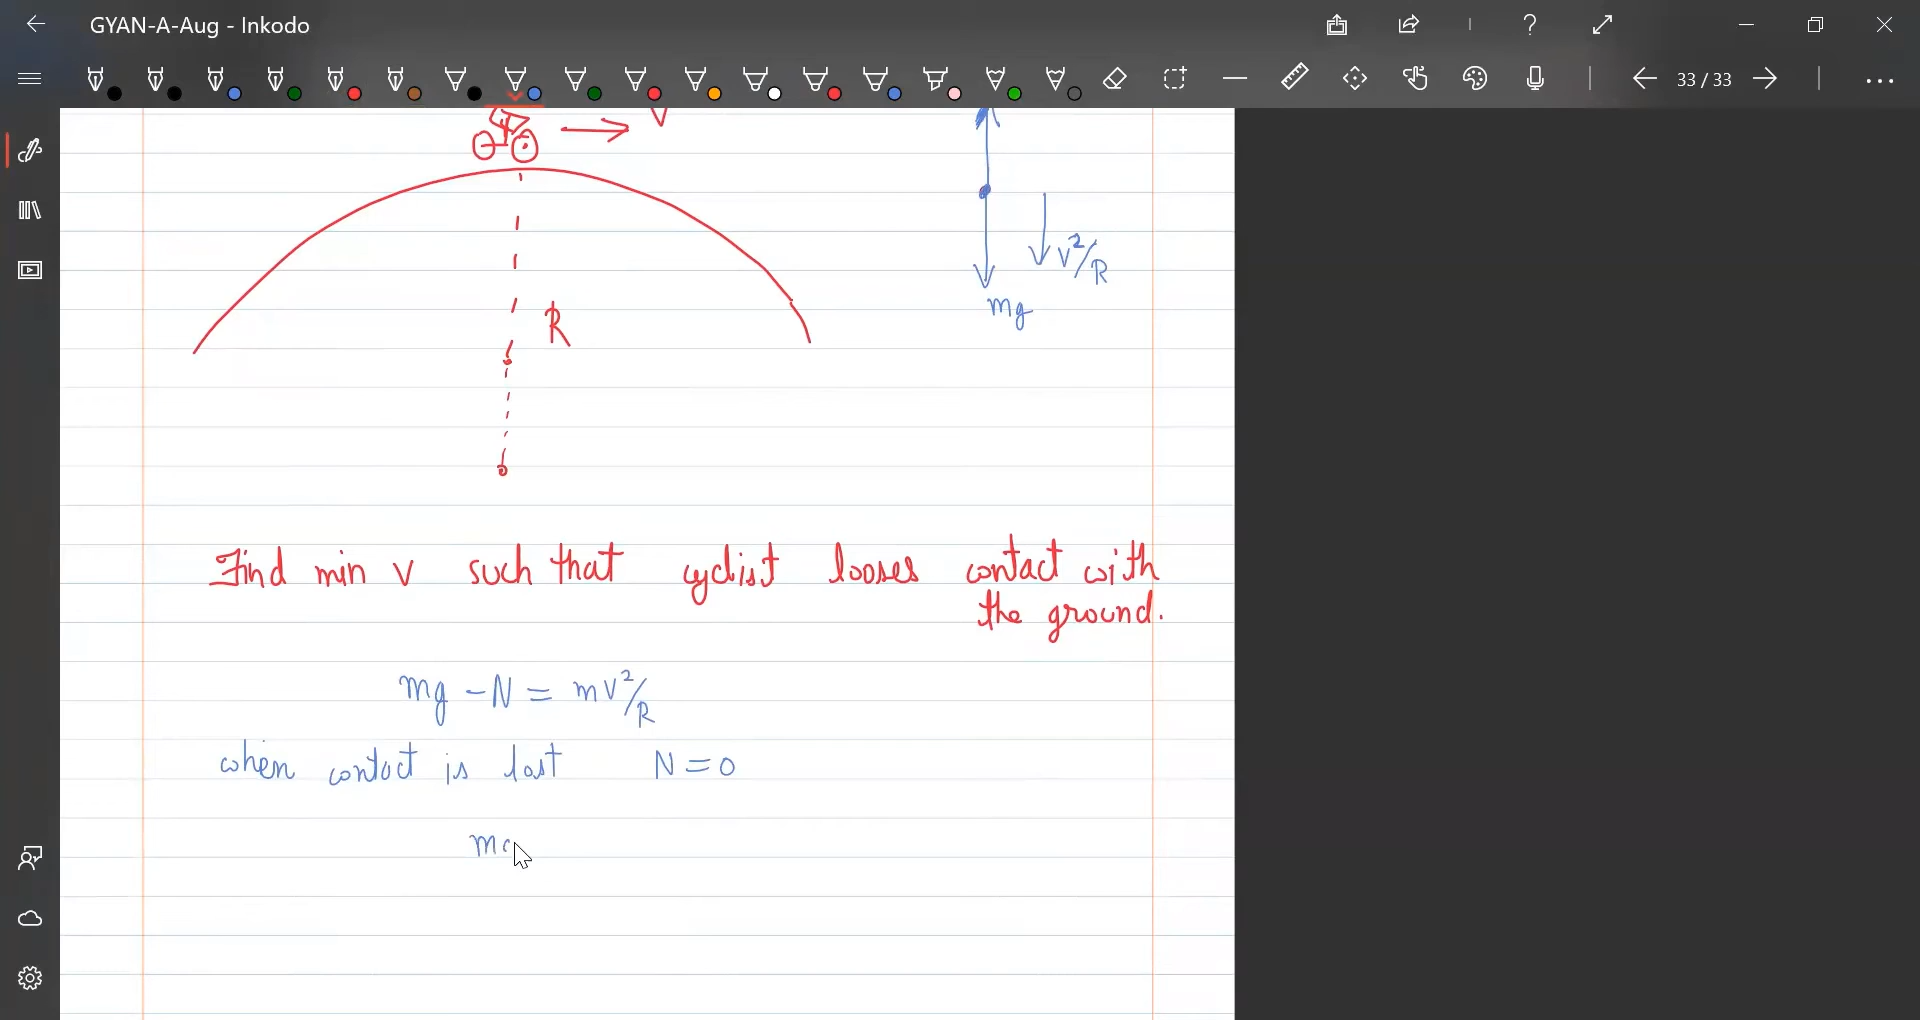 GYAN-A-Aug - Inkodo
33 / 33
V
V²/R
mg
R
Find min v such that cyclist looses contact with
the ground.
mg - N = mv²/R
when contact is lost N = 0